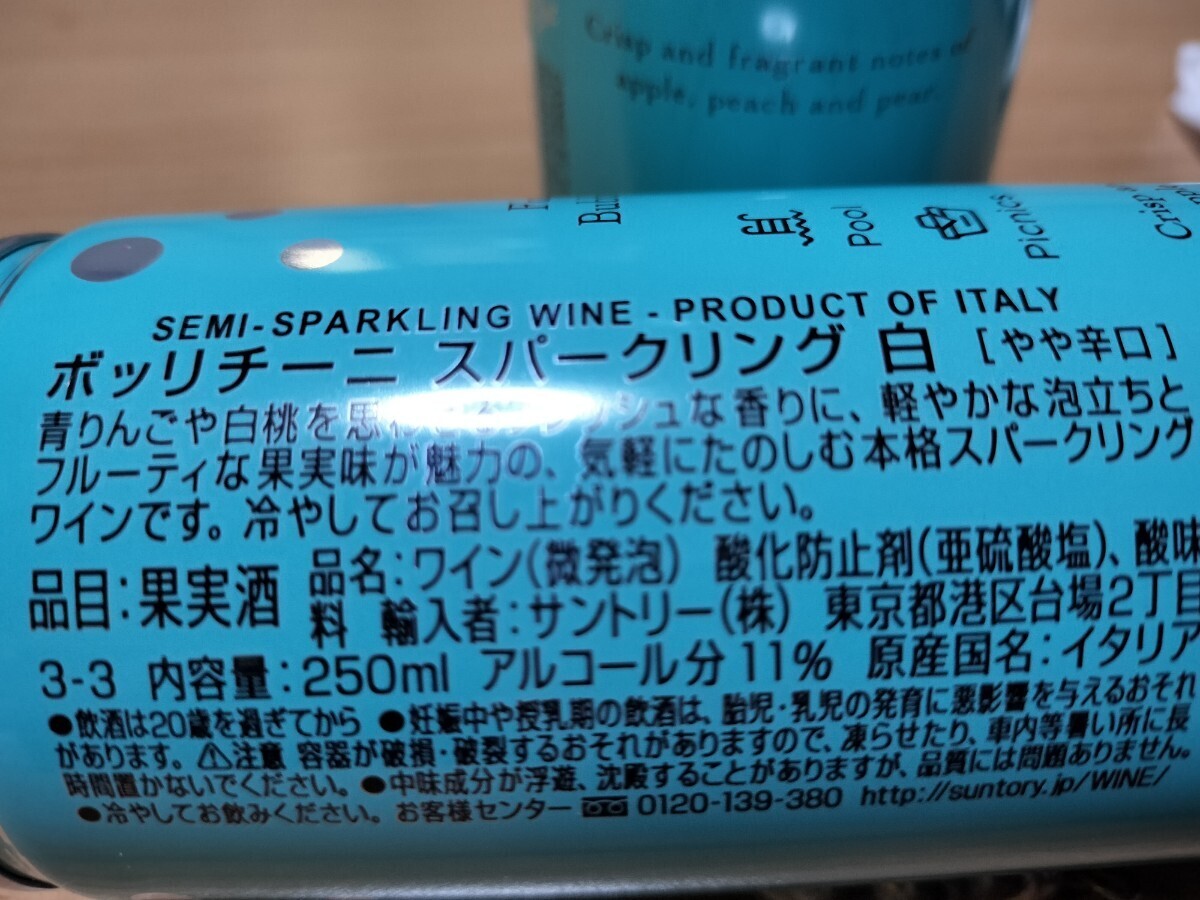 Crisp and fragrant notes of
apple, peach and pear.
Pool
Picnics
Crisp
SEMI-SPARKLING WINE - PRODUCT OF ITALY
ボッリチーニ スパークリング 白 [やや辛口]
青りんごや白桃を思わせるフレッシュな香りに、軽やかな泡立ちと
フルーティな果実味が魅力の、気軽にたのしむ本格スパークリング
ワインです。冷やしてお召し上がりください。
品目:果実酒 品名:ワイン(微発泡) 酸化防止剤(亜硫酸塩)、酸味
料 輸入者:サントリー(株) 東京都港区台場2丁目
3-3 内容量:250ml アルコール分11% 原産国名:イタリア
●飲酒は20歳を過ぎてから ●妊娠中や授乳期の飲酒は、胎児・乳児の発育に悪影響を与えるおそれ
があります。⚠注意 容器が破損・破裂するおそれがありますので、凍らせたり、車内等暑い所に長
時間置かないでください。●中味成分が浮遊、沈殿することがありますが、品質には問題ありません。
●冷やしてお飲みください。お客様センター 0120-139-380 http://suntory.jp/WINE/